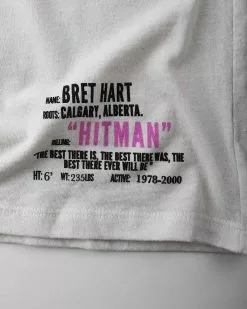 NAME: BRET HART
ROOTS: CALGARY, ALBERTA.
"HITMAN"
"THE BEST THERE IS, THE BEST THERE WAS, THE
BEST THERE EVER WILL BE"
HT: 6' WT: 235LBS ACTIVE: 1978-2000